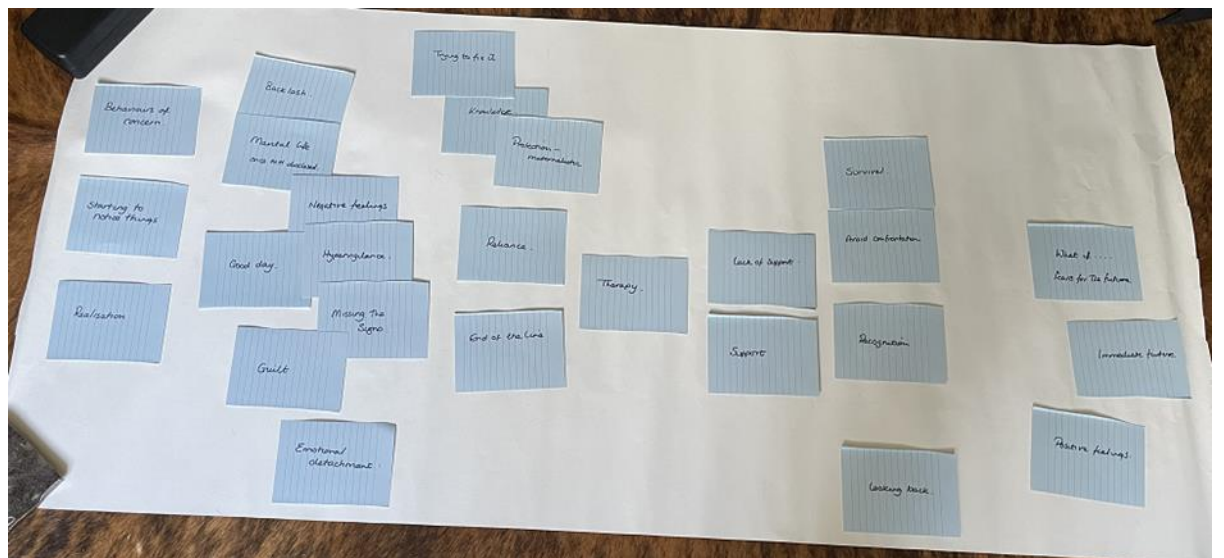 Behaviours of
concern.
Starting to
notice things
Realisation
Backlash.
Mental life
once disclosed.
Negative feelings
Good day.
Hypervigilance.
Missing the
Signs
Guilt
Emotional
detachment.
Trying to fix it
Knowledge
Protection -
Reliance.
End of the line
Therapy.
Lack of support.
Support
Survival
Avoid confrontation
Recognition
Looking back.
What if ....
for the future
Immediate future
Positive feelings.